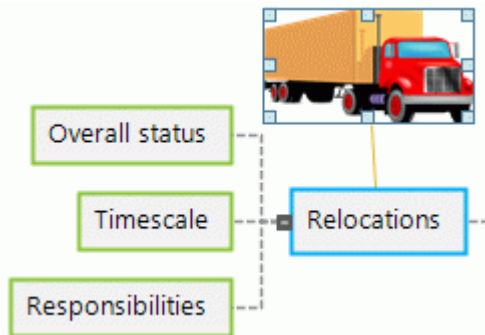 Overall status
Timescale
Relocations
Responsibilities